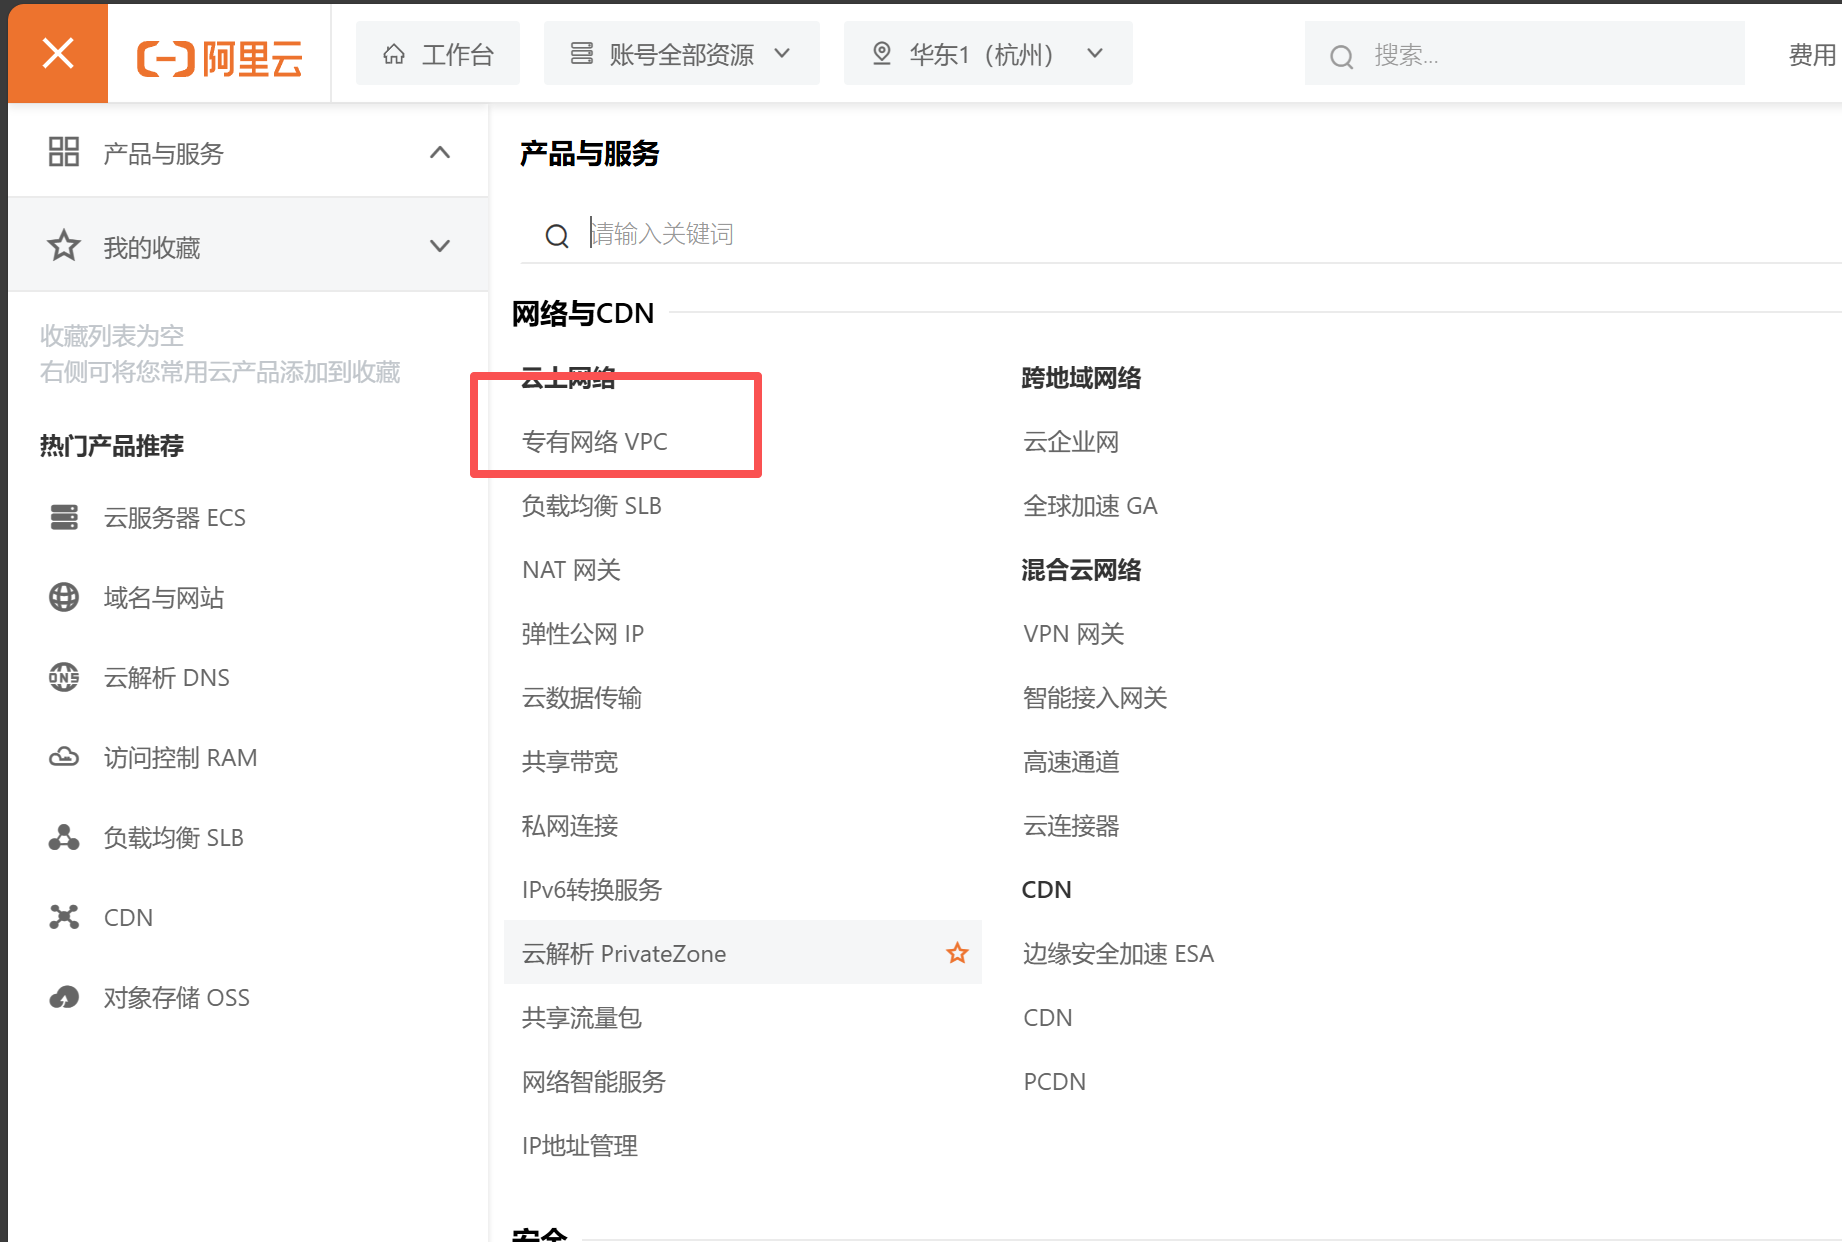 阿里云
工作台
账号全部资源
华东1（杭州）
搜索...
费用
产品与服务
我的收藏
收藏列表为空
右侧可将您常用云产品添加到收藏
热门产品推荐
云服务器 ECS
域名与网站
云解析 DNS
访问控制 RAM
负载均衡 SLB
CDN
对象存储 OSS
产品与服务
请输入关键词
网络与CDN
云上网络
专有网络 VPC
负载均衡 SLB
NAT 网关
弹性公网 IP
云数据传输
共享带宽
私网连接
IPv6转换服务
云解析 PrivateZone
共享流量包
网络智能服务
IP地址管理
跨地域网络
云企业网
全球加速 GA
混合云网络
VPN 网关
智能接入网关
高速通道
云连接器
CDN
边缘安全加速 ESA
CDN
PCDN
安全